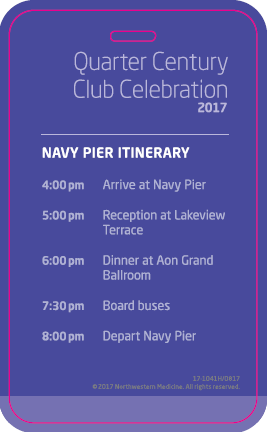 Quarter Century
Club Celebration
2017
NAVY PIER ITINERARY
4:00 pm Arrive at Navy Pier
5:00 pm Reception at Lakeview
Terrace
6:00 pm Dinner at Aon Grand
Ballroom
7:30 pm Board buses
8:00 pm Depart Navy Pier
17-1041H/0817
©2017 Northwestern Medicine. All rights reserved.